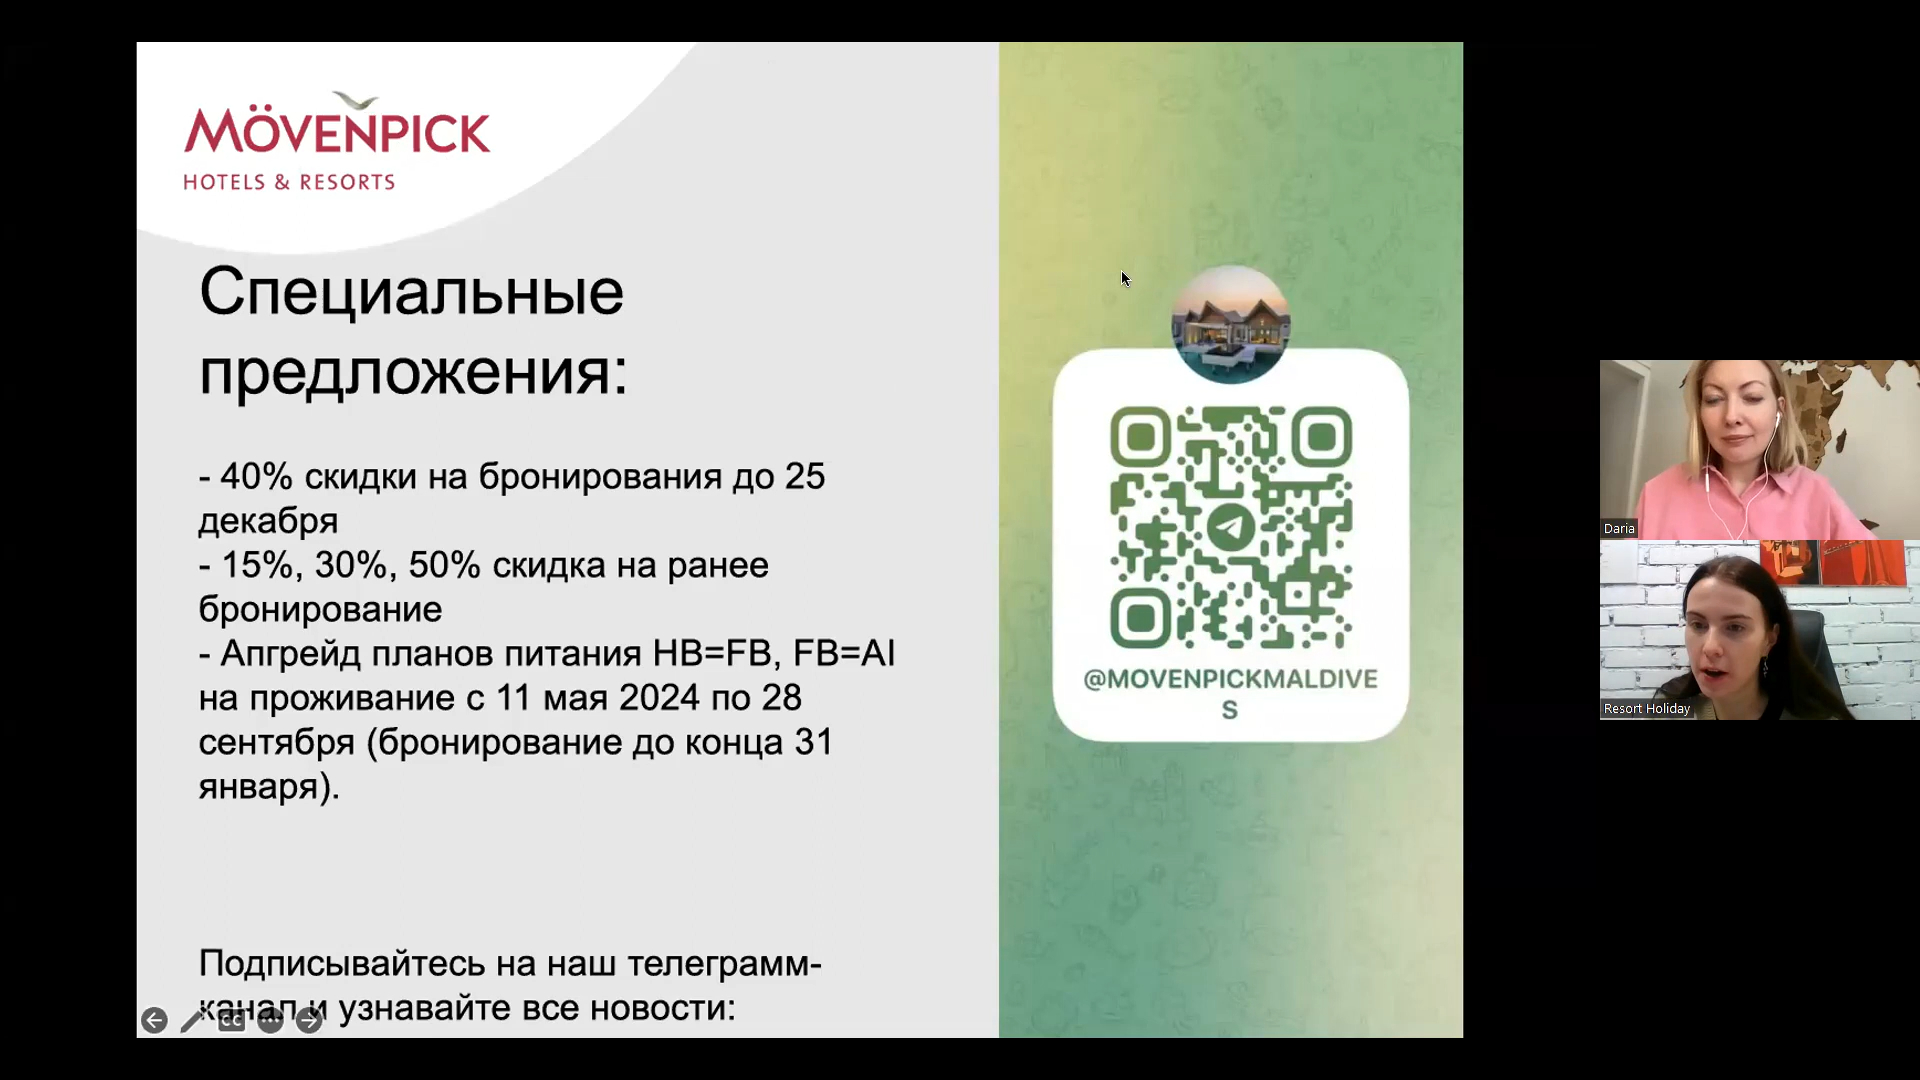 MÖVENPICK
HOTELS & RESORTS
Специальные
предложения:
- 40% скидки на бронирования до 25
декабря
- 15%, 30%, 50% скидка на ранее
бронирование
- Апгрейд планов питания HB=FB, FB=AI
на проживание с 11 мая 2024 по 28
сентября (бронирование до конца 31
января).
Подписывайтесь на наш телеграмм-
канал и узнавайте все новости:
CC
@MOVENPICKMALDIVE
S
Daria
Resort Holiday